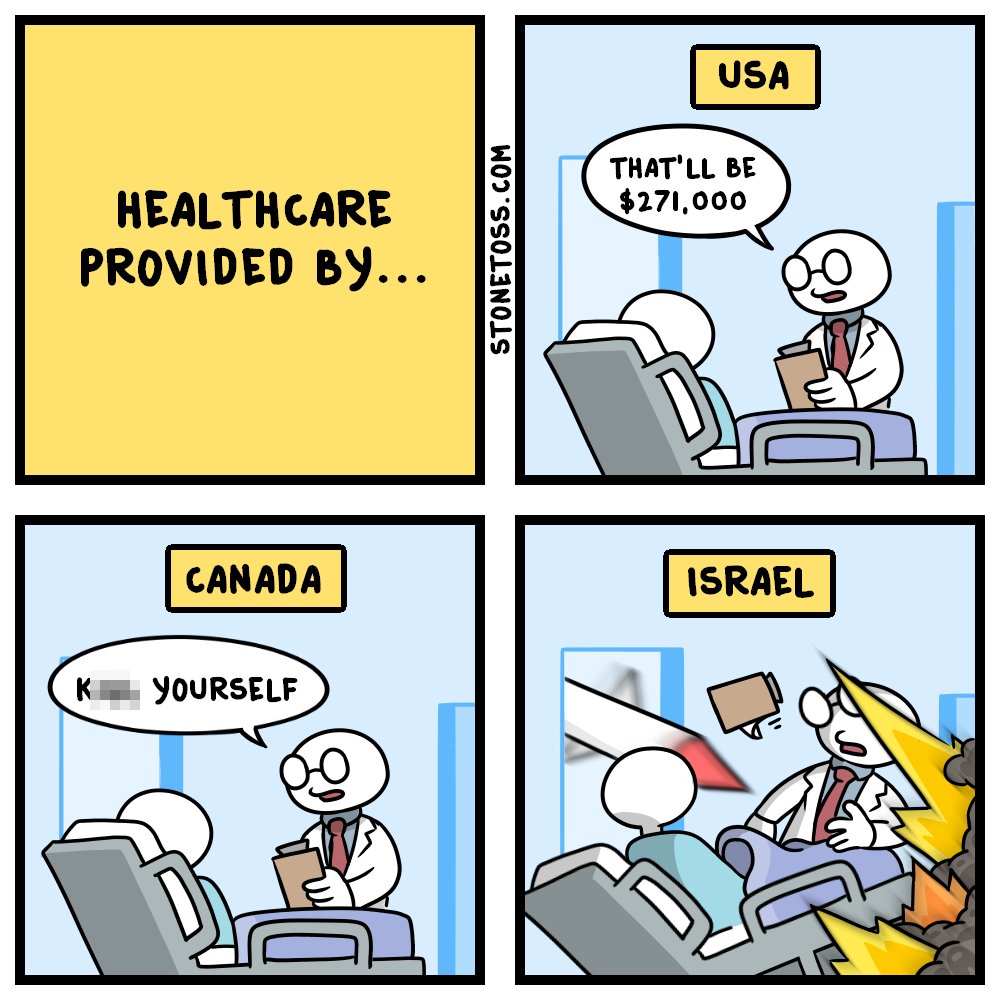 HEALTHCARE
PROVIDED BY...
STONETOSS.COM
USA
THAT'LL BE
$271,000
CANADA
YOURSELF
ISRAEL